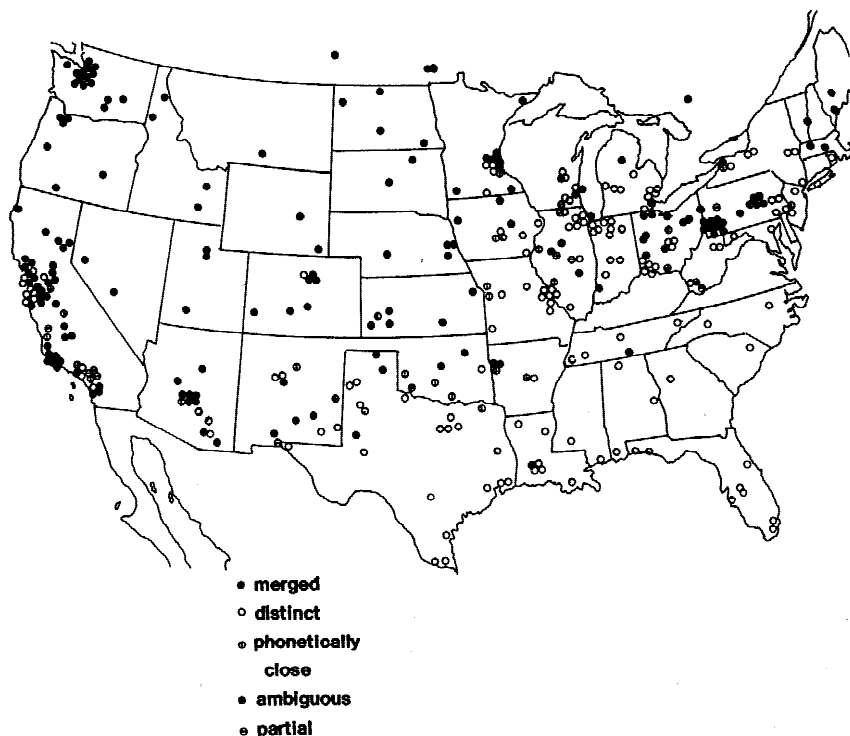 merged
distinct
phonetically
close
ambiguous
partial